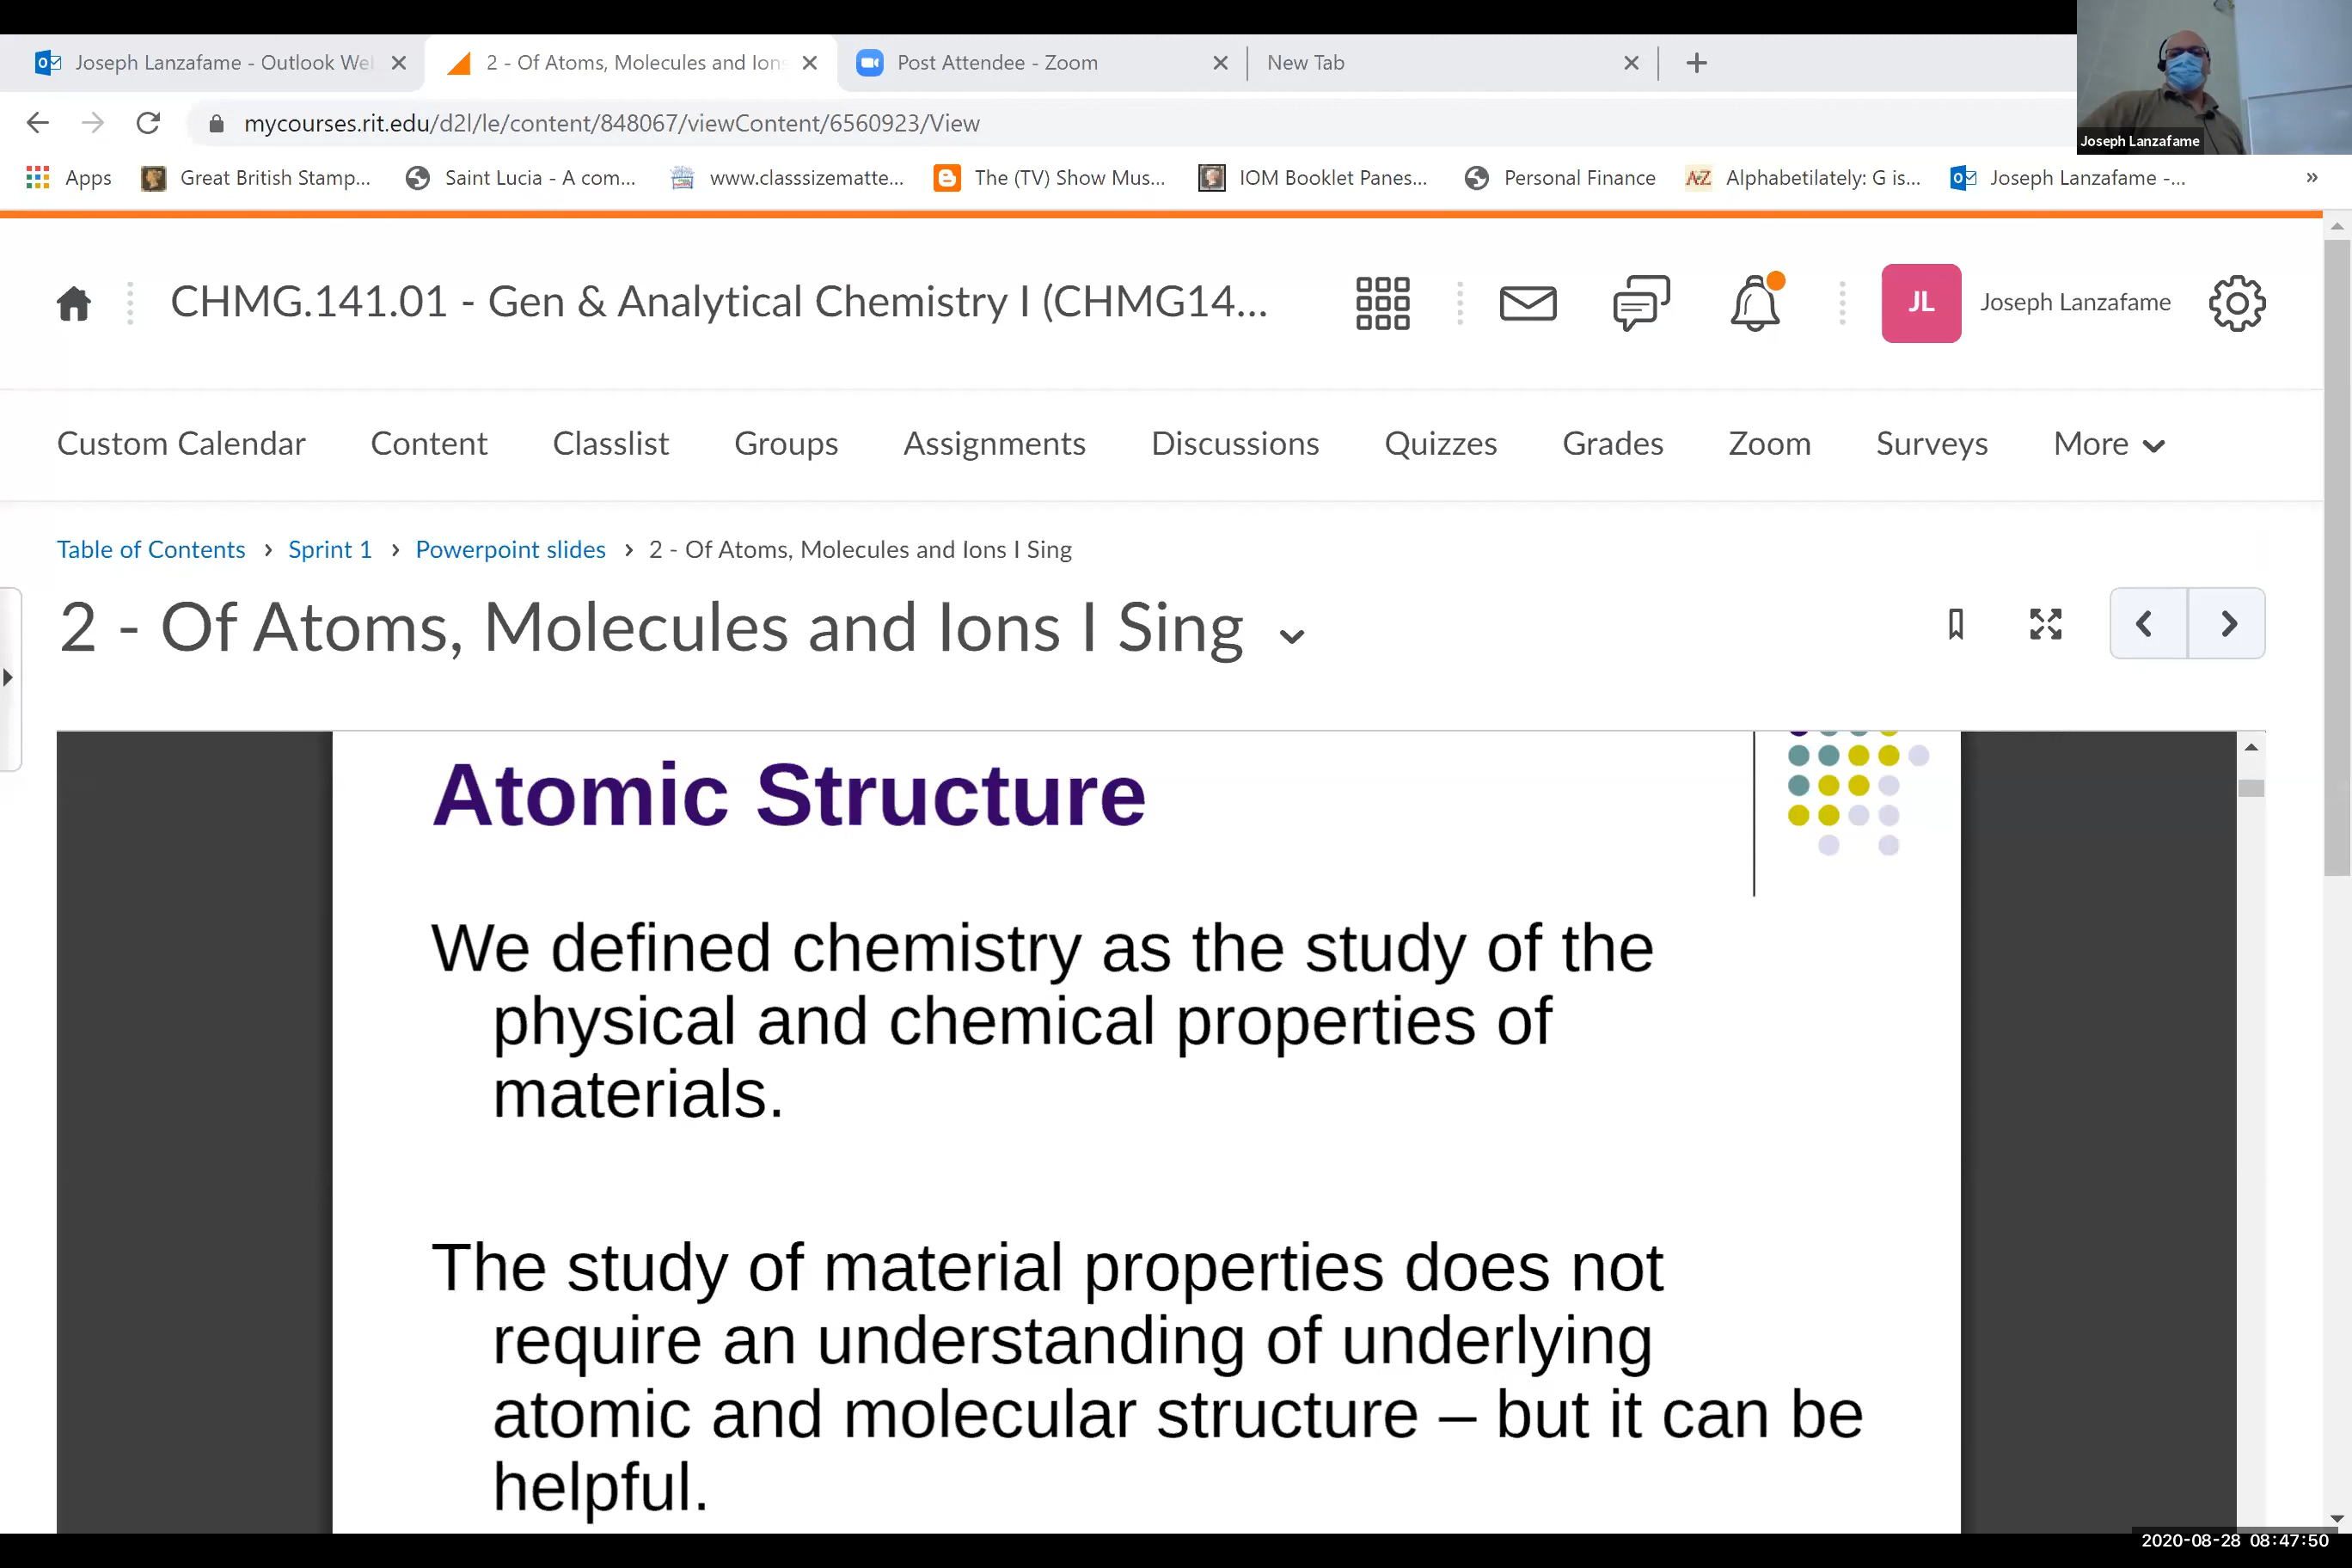 Joseph Lanzafame - Outlook We
2 - Of Atoms, Molecules and Ions
Post Attendee - Zoom
New Tab
Joseph Lanzafame
mycourses.rit.edu/d2l/le/content/848067/viewContent/6560923/View
Apps
Great British Stamp...
Saint Lucia - A com...
www.classsizematte...
The (TV) Show Mus...
IOM Booklet Panes...
Personal Finance
AZ
Alphabetilately: G is...
Joseph Lanzafame -...
»
CHMG.141.01 - Gen & Analytical Chemistry I (CHMG14...
JL
Joseph Lanzafame
Custom Calendar Content Classlist Groups Assignments Discussions Quizzes Grades Zoom Surveys More
Table of Contents › Sprint 1 › Powerpoint slides › 2 - Of Atoms, Molecules and Ions I Sing
2 - Of Atoms, Molecules and Ions I Sing
Atomic Structure
We defined chemistry as the study of the
physical and chemical properties of
materials.
The study of material properties does not
require an understanding of underlying
atomic and molecular structure – but it can be
helpful.
2020-08-28 08:47:50